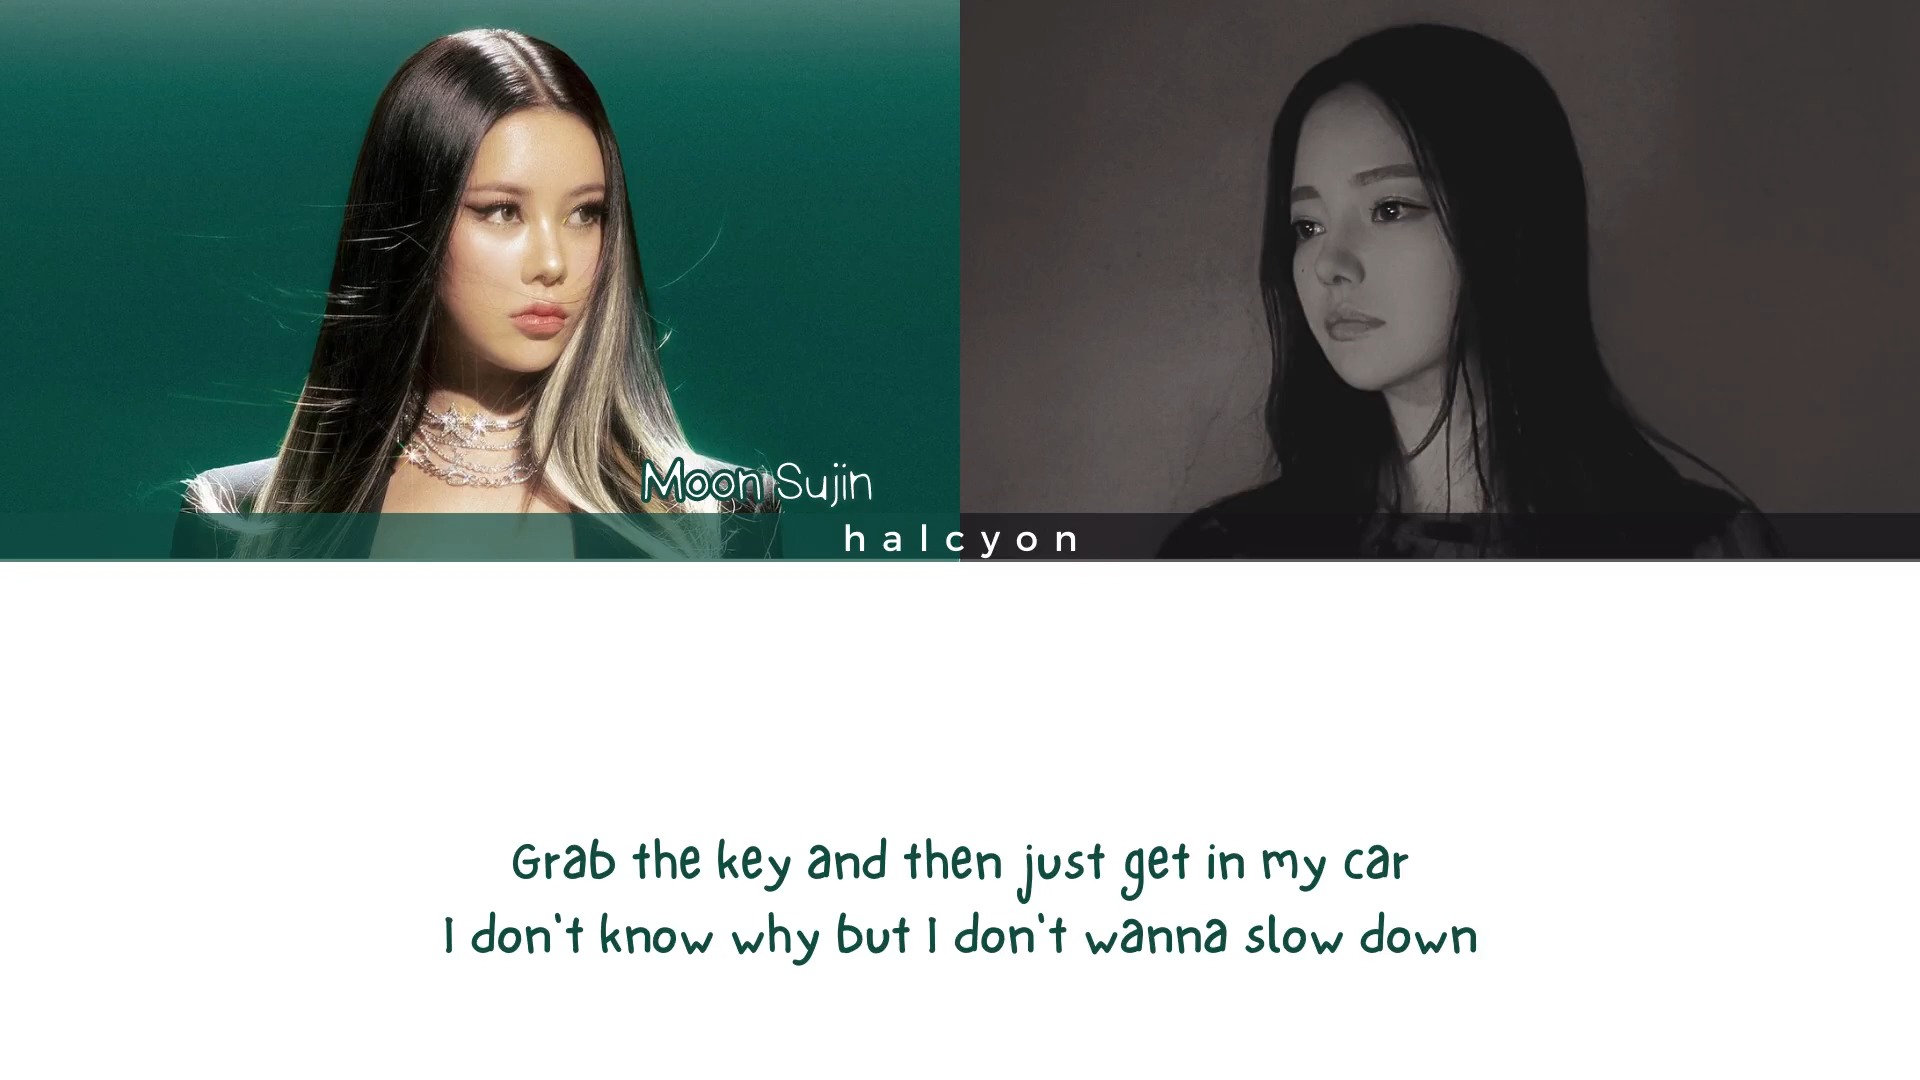 Moon Sujin
halcyon
Grab the key and then just get in my car
I don't know why but I don't wanna slow down